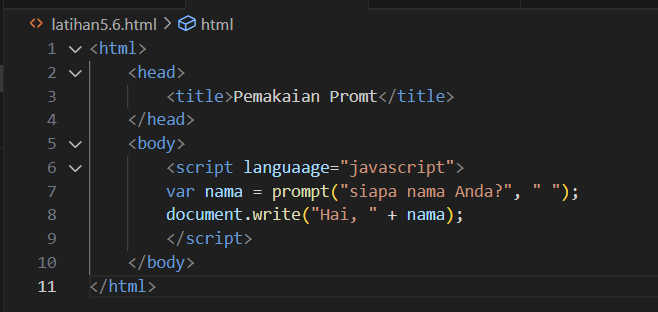 latihan5.6.html > html
1 <html>
2 <head>
3 <title>Pemakaian Promt</title>
4 </head>
5 <body>
6 <script languaage="javascript">
7 var nama = prompt("siapa nama Anda?", " ");
8 document.write("Hai, " + nama);
9 </script>
10 </body>
11 </html>